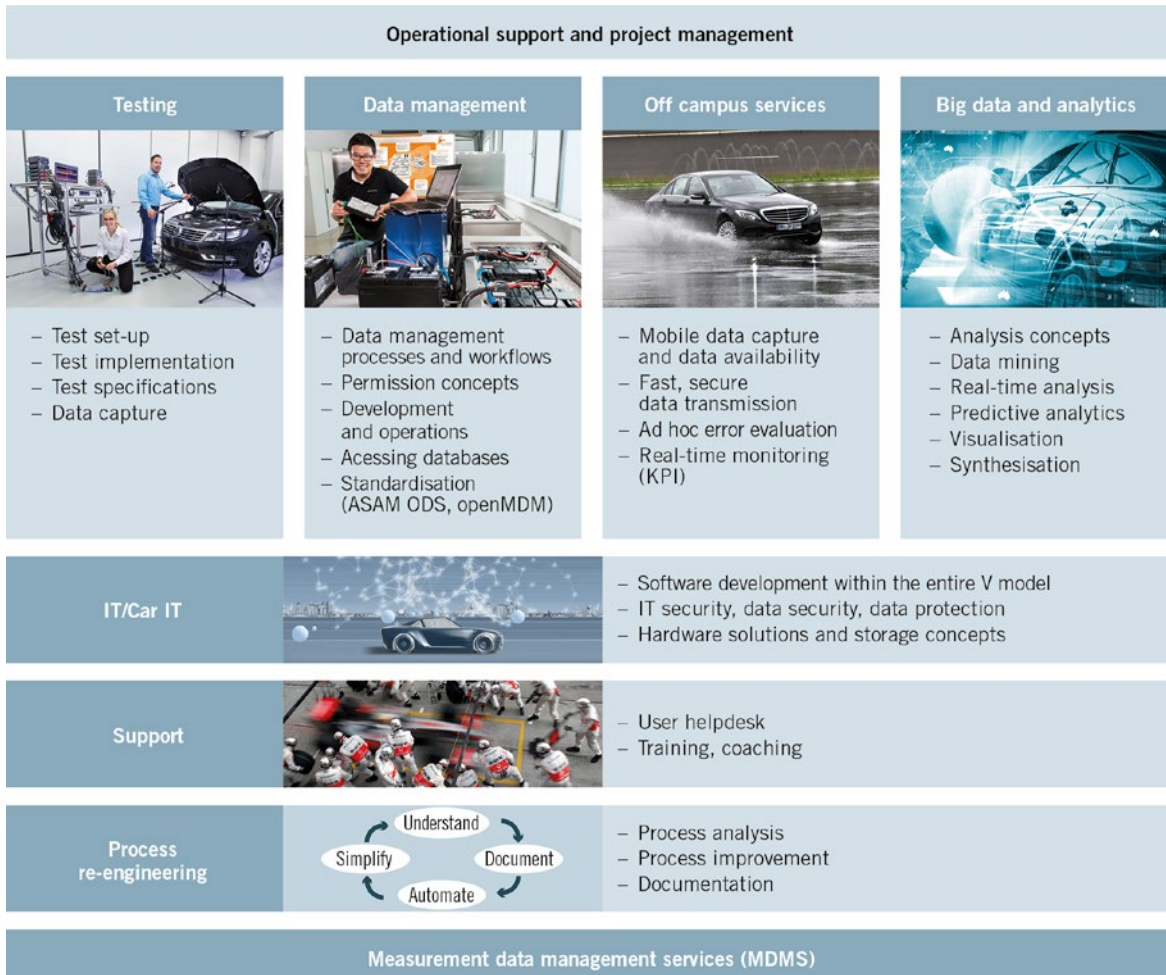 Operational support and project management
Testing
– Test set-up
– Test implementation
– Test specifications
– Data capture
Data management
– Data management
processes and workflows
– Permission concepts
– Development
and operations
– Acessing databases
– Standardisation
(ASAM ODS, openMDM)
Off campus services
– Mobile data capture
and data availability
– Fast, secure
data transmission
– Ad hoc error evaluation
– Real-time monitoring
(KPI)
Big data and analytics
– Analysis concepts
– Data mining
– Real-time analysis
– Predictive analytics
– Visualisation
– Synthesisation
IT/Car IT
– Software development within the entire V model
– IT security, data security, data protection
– Hardware solutions and storage concepts
Support
– User helpdesk
– Training, coaching
Process
re-engineering
Understand
Simplify
Document
Automate
– Process analysis
– Process improvement
– Documentation
Measurement data management services (MDMS)